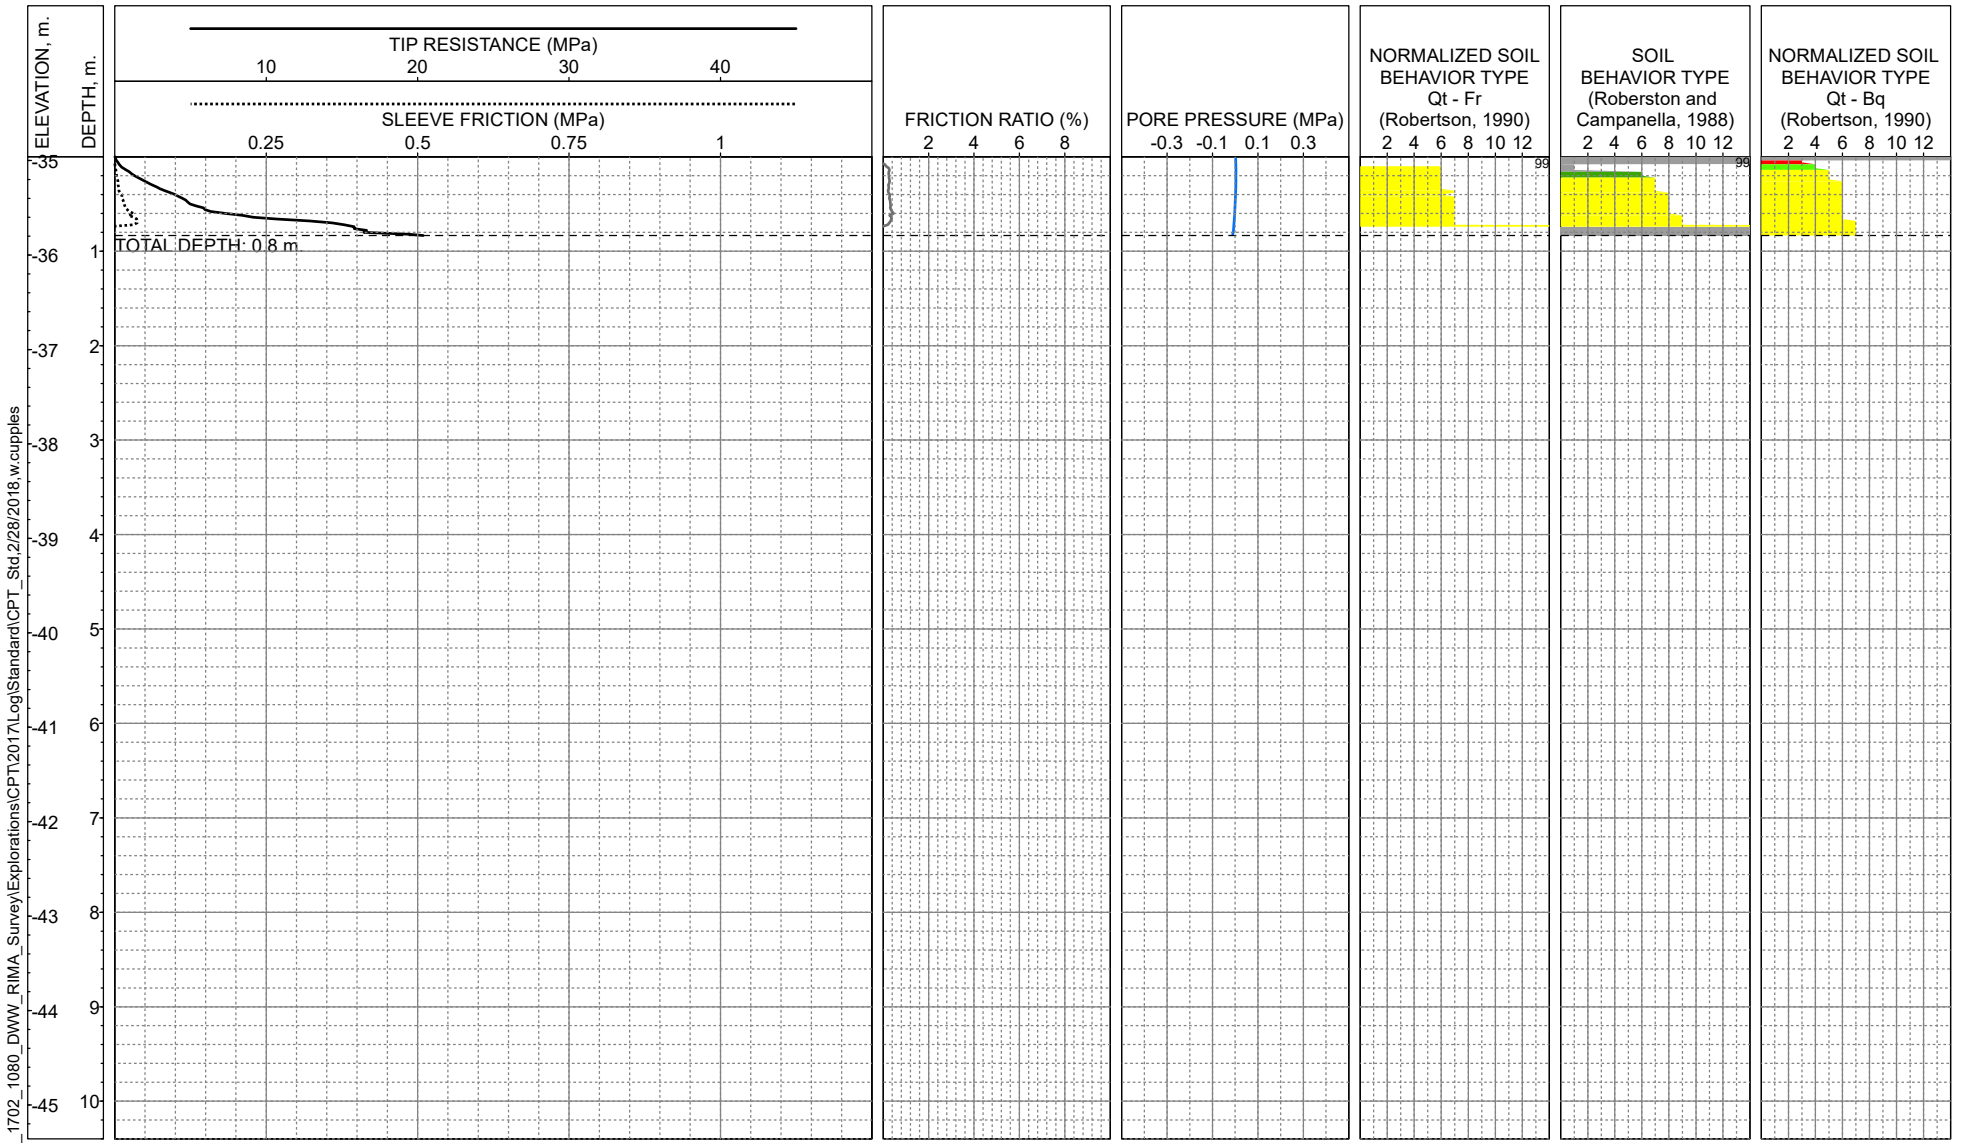 ELEVATION, m.
DEPTH, m.
TIP RESISTANCE (MPa)
10 20 30 40
SLEEVE FRICTION (MPa)
0.25 0.5 0.75 1
FRICTION RATIO (%)
2 4 6 8
PORE PRESSURE (MPa)
-0.3 -0.1 0.1 0.3
NORMALIZED SOIL
BEHAVIOR TYPE
Qt - Fr
(Robertson, 1990)
2 4 6 8 10 12
99
SOIL
BEHAVIOR TYPE
(Roberston and
Campanella, 1988)
2 4 6 8 10 12
99
NORMALIZED SOIL
BEHAVIOR TYPE
Qt - Bq
(Robertson, 1990)
2 4 6 8 10 12
-35
TOTAL DEPTH: 0.8 m
1
-36
2
-37
3
-38
4
-39
5
-40
6
-41
7
-42
8
-43
9
-44
10
-45
_1702_1080_DWW_RIMA_Survey\Explorations\CPT\2017\Log\Standard\CPT_Std,2/28/2018,w.cupples